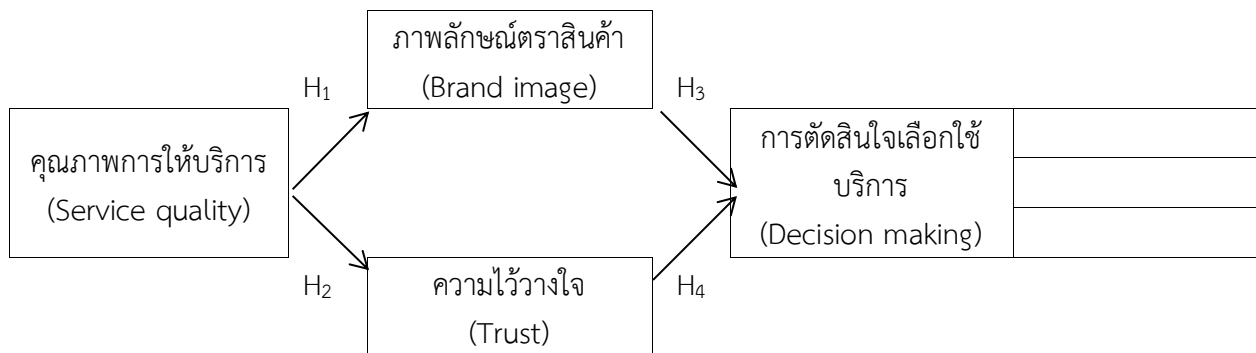 ภาพลักษณ์ตราสินค้า
(Brand image)
H₁
H₃
คุณภาพการให้บริการ
(Service quality)
การตัดสินใจเลือกใช้
บริการ
(Decision making)
H₂
ความไว้วางใจ
(Trust)
H₄